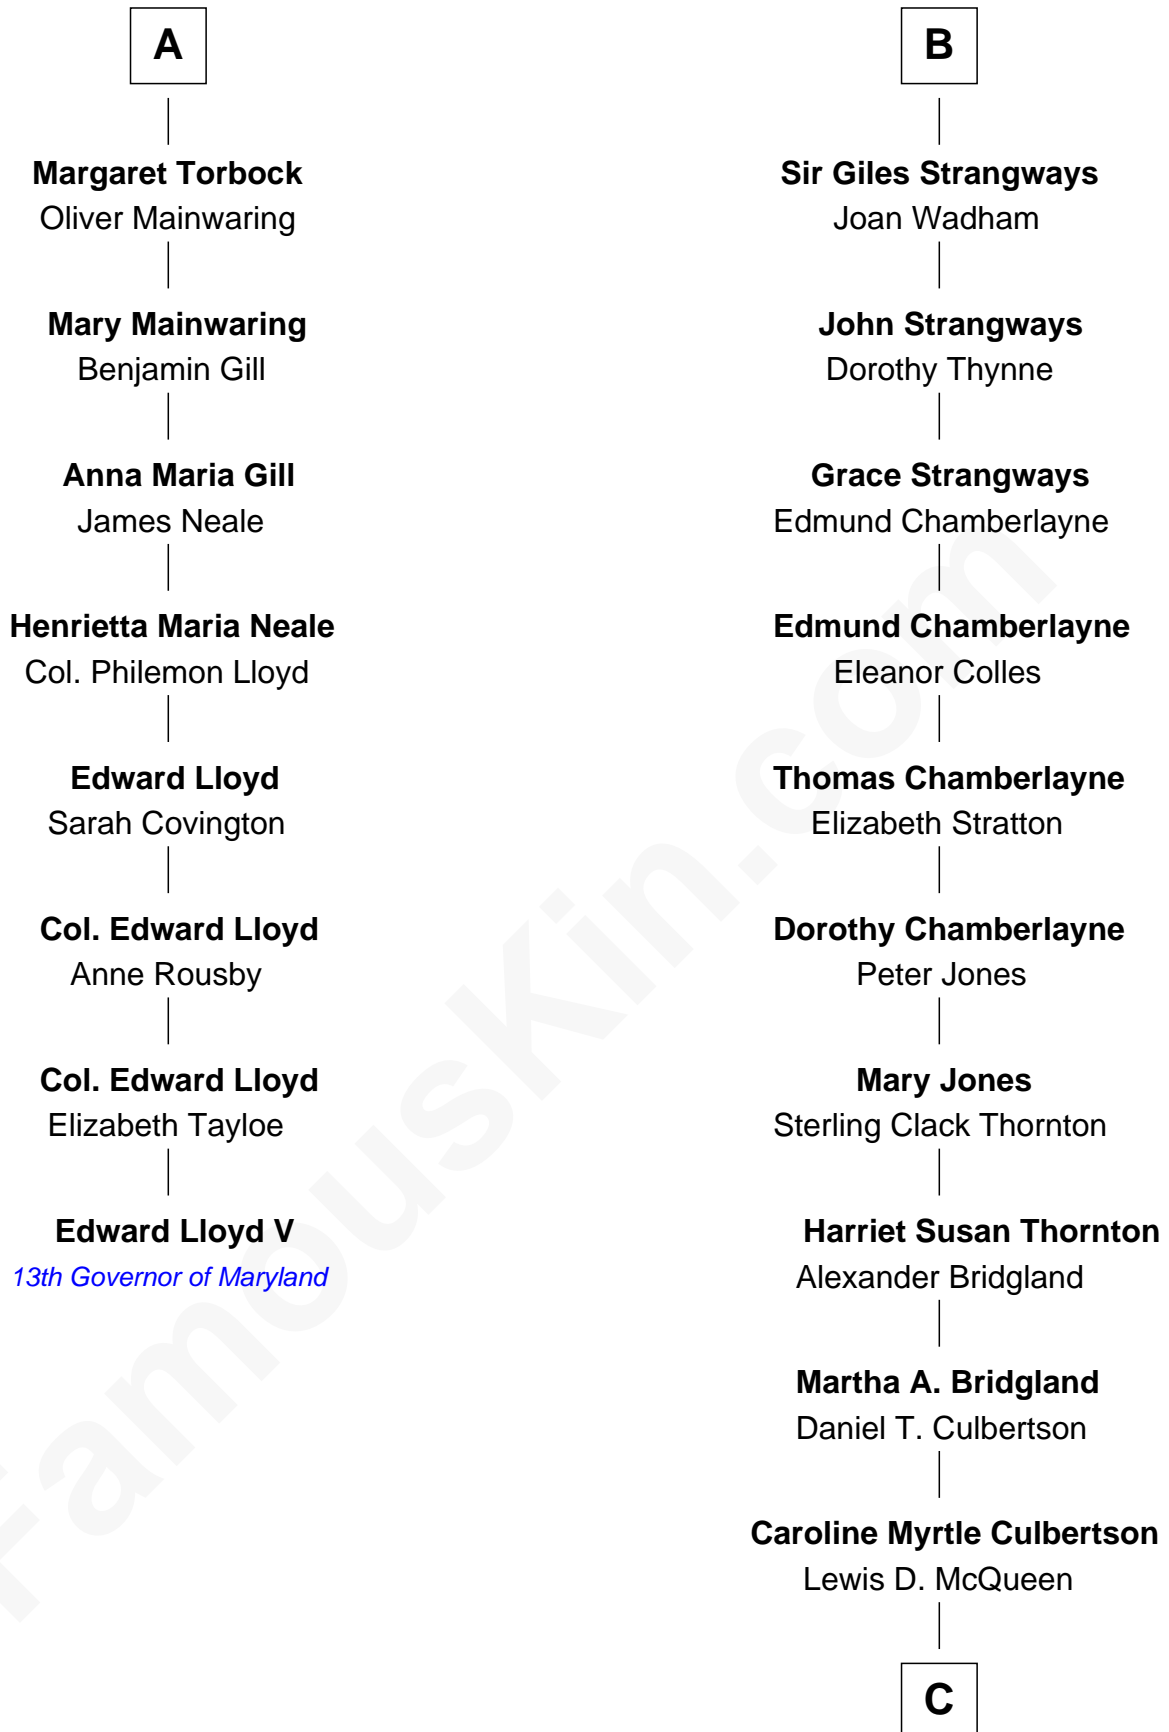 A
Margaret Torbock
Oliver Mainwaring
Mary Mainwaring
Benjamin Gill
Anna Maria Gill
James Neale
Henrietta Maria Neale
Col. Philemon Lloyd
Edward Lloyd
Sarah Covington
Col. Edward Lloyd
Anne Rousby
Col. Edward Lloyd
Elizabeth Tayloe
Edward Lloyd V
13th Governor of Maryland
B
Sir Giles Strangways
Joan Wadham
John Strangways
Dorothy Thynne
Grace Strangways
Edmund Chamberlayne
Edmund Chamberlayne
Eleanor Colles
Thomas Chamberlayne
Elizabeth Stratton
Dorothy Chamberlayne
Peter Jones
Mary Jones
Sterling Clack Thornton
Harriet Susan Thornton
Alexander Bridgland
Martha A. Bridgland
Daniel T. Culbertson
Caroline Myrtle Culbertson
Lewis D. McQueen
C
FamousKin.com